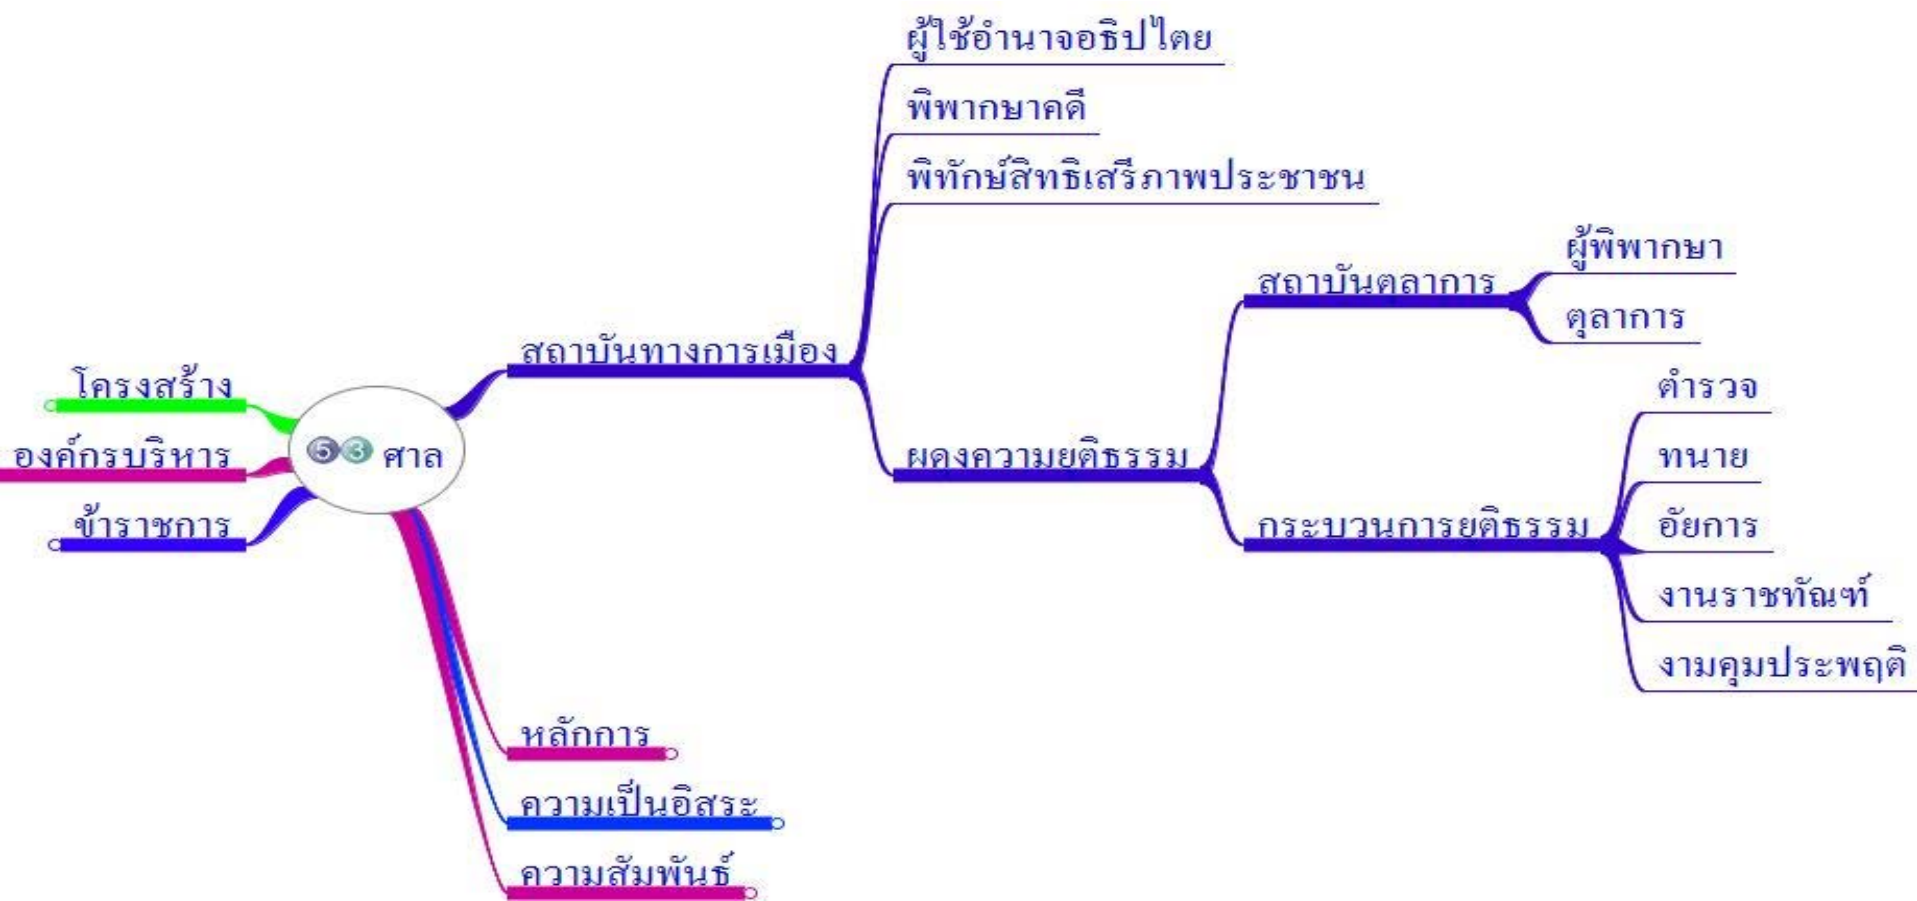 ผู้ใช้อำนาจอธิปไตย
พิพากษาคดี
พิทักษ์สิทธิเสรีภาพประชาชน
ผู้พิพากษา
สถาบันตุลาการ
ตุลาการ
สถาบันทางการเมือง
โครงสร้าง
ตำรวจ
53 ศาล
องค์กรบริหาร
ผดงความยุติธรรม
ทนาย
ข้าราชการ
กระบวนการยุติธรรม
อัยการ
งานราชทัณฑ์
งามคุมประพฤติ
หลักการ
ความเป็นอิสระ
ความสัมพันธ์